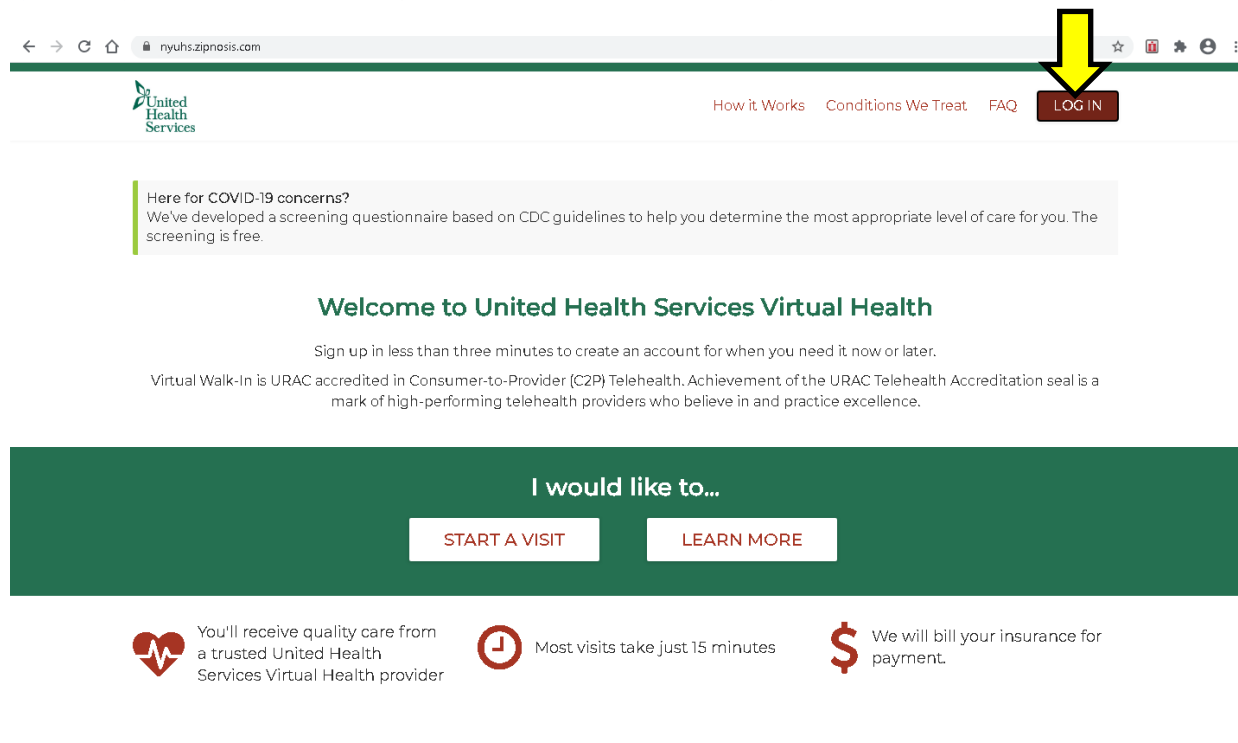 nyuhs.zipnosis.com
United
Health
Services
How it Works Conditions We Treat FAQ LOG IN
Here for COVID-19 concerns?
We've developed a screening questionnaire based on CDC guidelines to help you determine the most appropriate level of care for you. The
screening is free.
Welcome to United Health Services Virtual Health
Sign up in less than three minutes to create an account for when you need it now or later.
Virtual Walk-In is URAC accredited in Consumer-to-Provider (C2P) Telehealth. Achievement of the URAC Telehealth Accreditation seal is a
mark of high-performing telehealth providers who believe in and practice excellence.
I would like to...
START A VISIT LEARN MORE
You'll receive quality care from
a trusted United Health
Services Virtual Health provider
Most visits take just 15 minutes
We will bill your insurance for
payment.